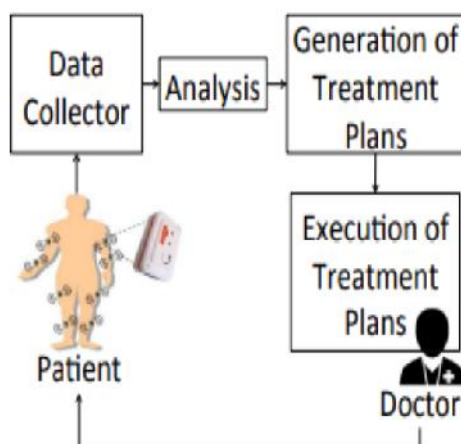 Data
Collector
Analysis
Generation of
Treatment
Plans
Execution of
Treatment
Plans
Patient
Doctor